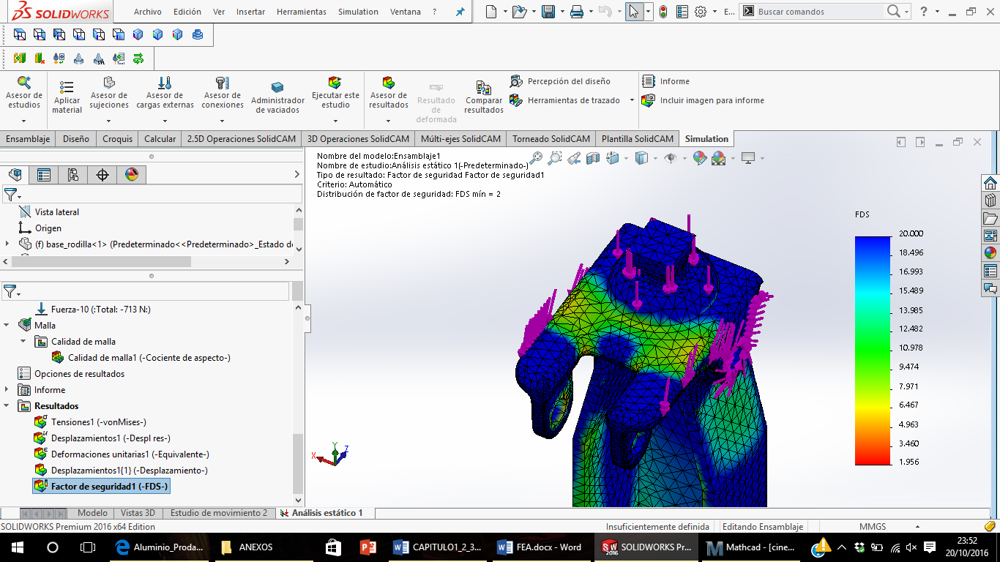 SOLIDWORKS
Archivo Edición Ver Insertar Herramientas Simulation Ventana ?
E...
Buscar comandos
?
Asesor de estudios
Aplicar material
Asesor de sujeciones
Asesor de cargas externas
Asesor de conexiones
Administrador de vaciados
Ejecutar este estudio
Asesor de resultados
Resultado de deformada
Comparar resultados
Percepción del diseño
Herramientas de trazado
Informe
Incluir imagen para informe
Ensamblaje Diseño Croquis Calcular 2.5D Operaciones SolidCAM 3D Operaciones SolidCAM Múlti-ejes SolidCAM Torneado SolidCAM Plantilla SolidCAM Simulation
Vista lateral
Origen
(f) base_rodilla<1> (Predeterminado<<Predeterminado>_Estado de
Fuerza-10 (:Total: -713 N:)
Malla
Calidad de malla
Calidad de malla1 (-Cociente de aspecto-)
Opciones de resultados
Informe
Resultados
Tensiones1 (-vonMises-)
Desplazamientos1 (-Despl res-)
Deformaciones unitarias1 (-Equivalente-)
Desplazamientos1{1} (-Desplazamiento-)
Factor de seguridad1 (-FDS-)
Nombre del modelo:Ensamblaje1
Nombre de estudio:Análisis estático 1(-Predeterminado-)
Tipo de resultado: Factor de seguridad Factor de seguridad1
Criterio: Automático
Distribución de factor de seguridad: FDS mín = 2
FDS
20.000
18.496
16.993
15.489
13.985
12.482
10.978
9.474
7.971
6.467
4.963
3.460
1.956
Y
Z
X
Modelo Vistas 3D Estudio de movimiento 2 Análisis estático 1
SOLIDWORKS Premium 2016 x64 Edition
Insuficientemente definida Editando Ensamblaje MMGS
Aluminio_Proda...
ANEXOS
CAPITULO1_2_3...
FEA.docx - Word
SOLIDWORKS Pr...
Mathcad - [cine...
23:52
20/10/2016